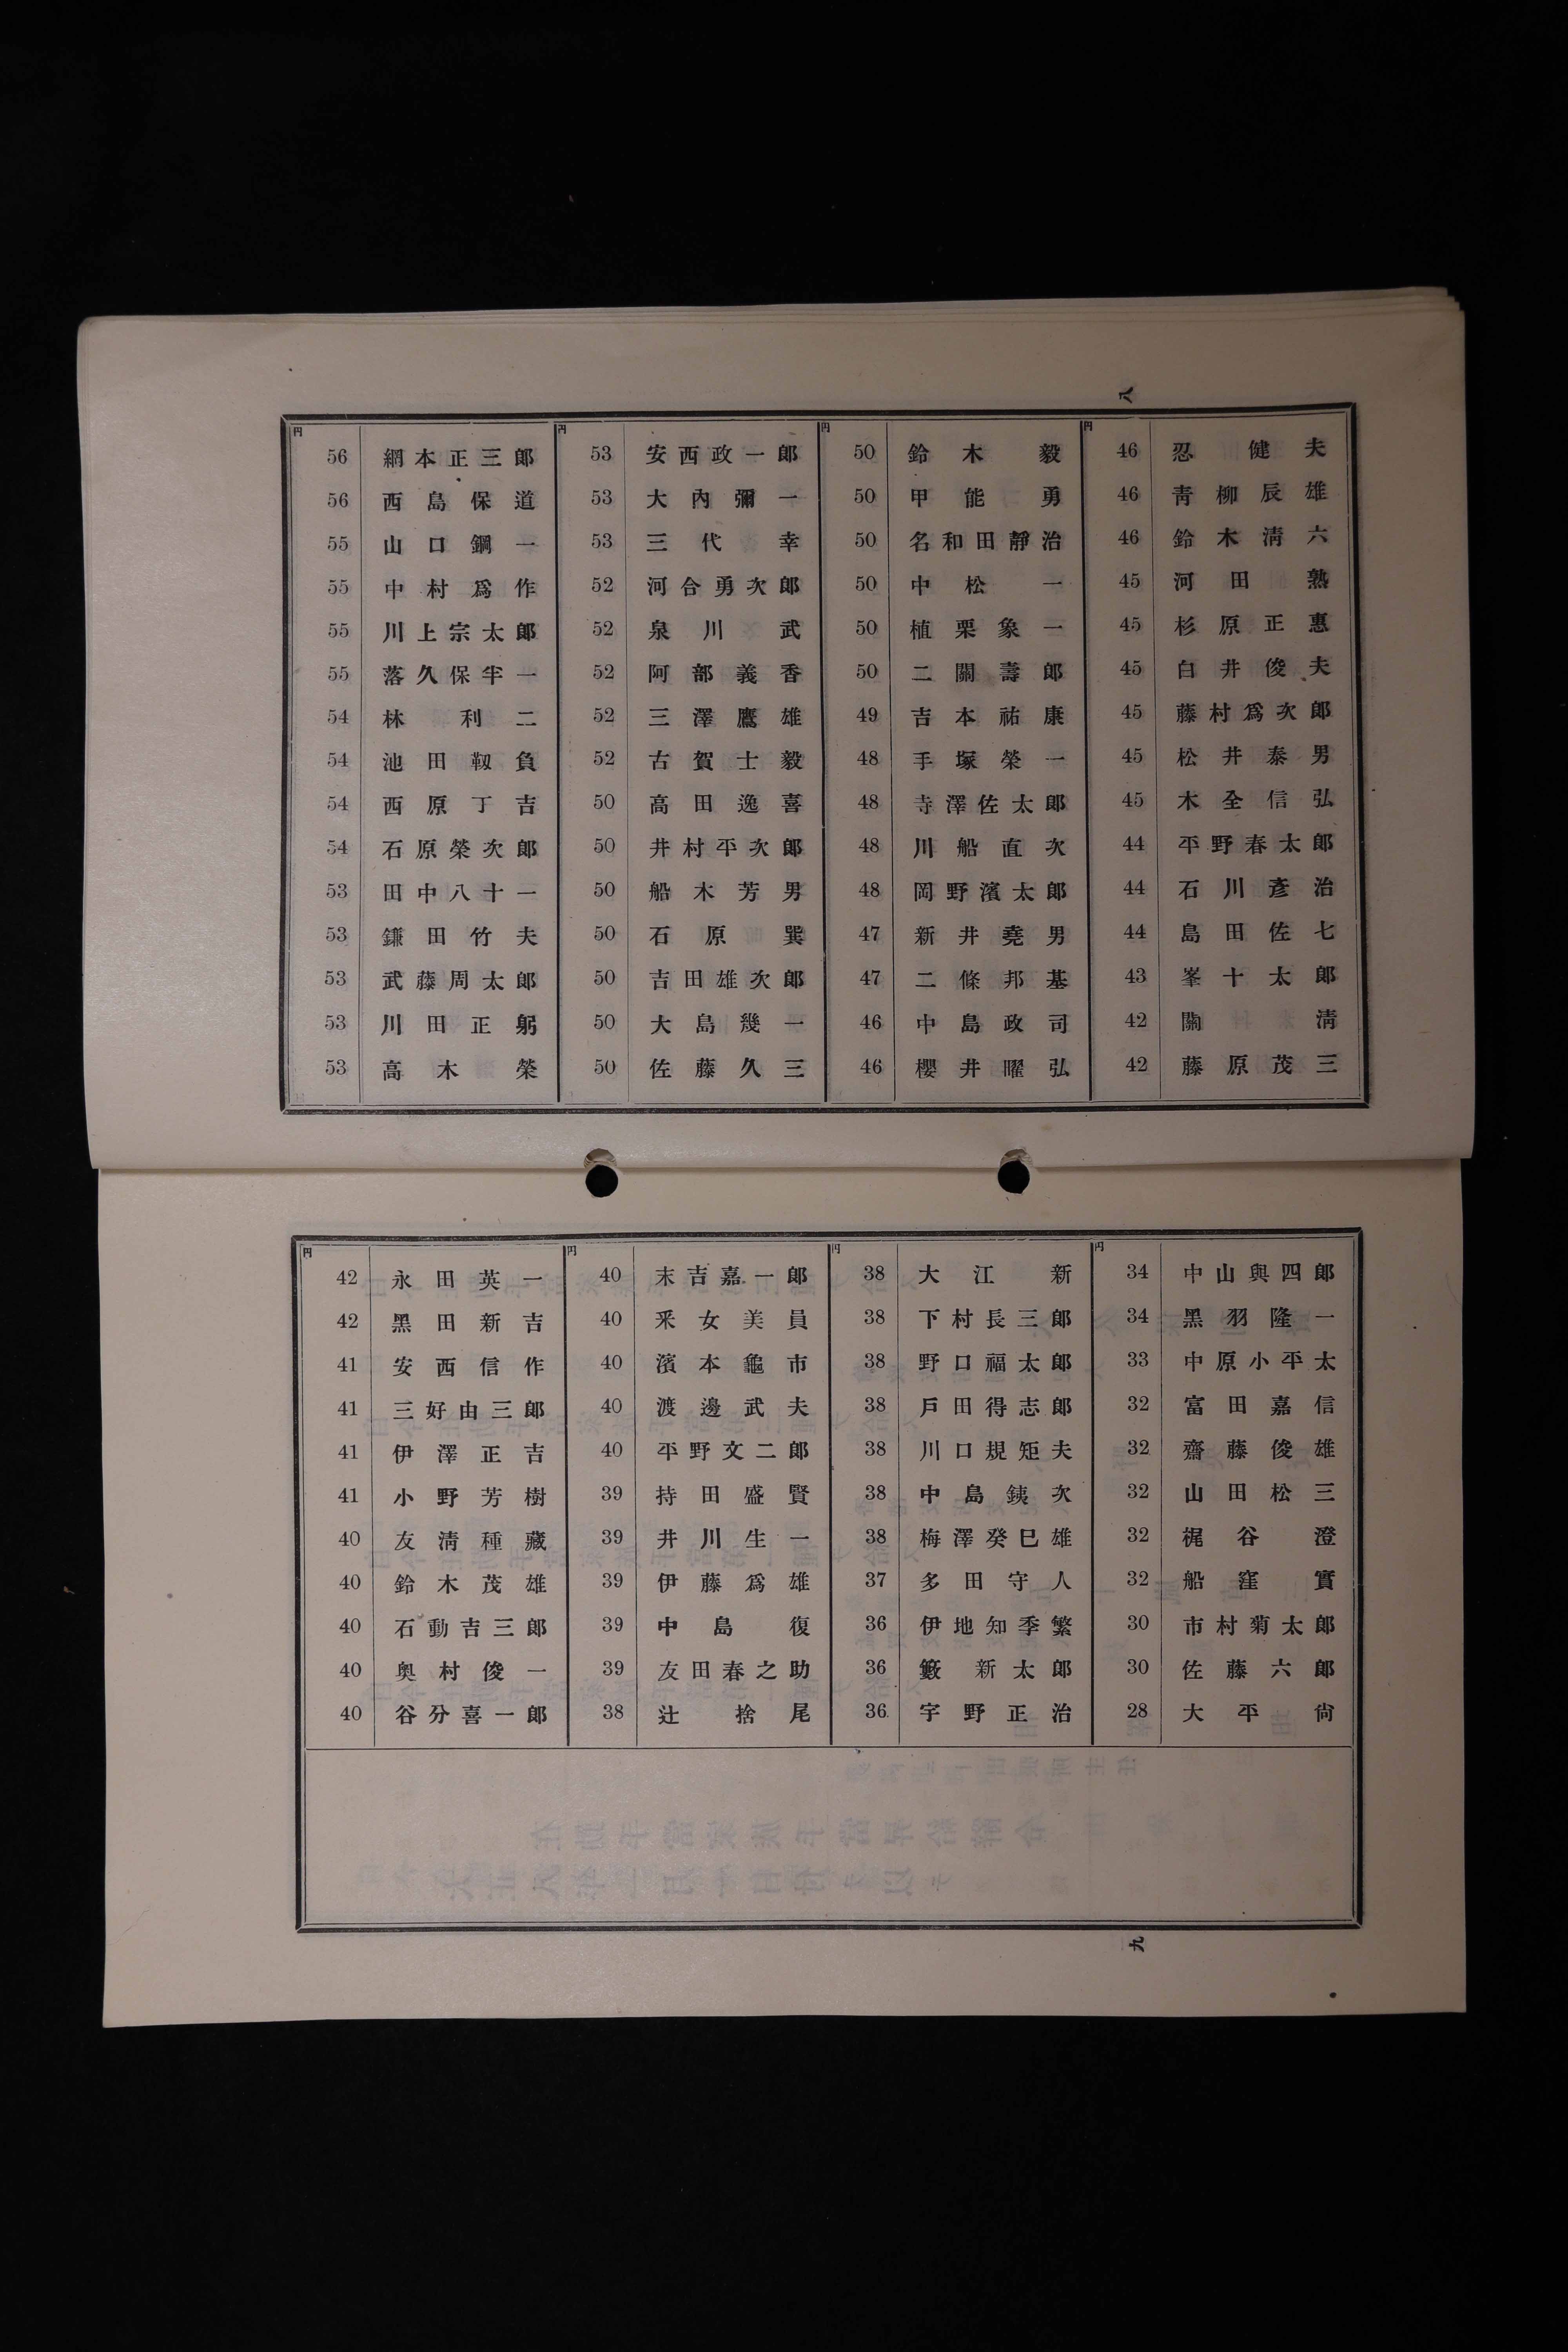 八
円
56 網本正三郎
56 西島保道
55 山口鋼一
55 中村爲作
55 川上宗太郎
55 落久保半一
54 林利二
54 池田靱負
54 西原丁吉
54 石原榮次郎
53 田中八十一
53 鎌田竹夫
53 武藤周太郎
53 川田正躬
53 高木榮
円
53 安西政一郎
53 大內彌一
53 三代幸
52 河合勇次郎
52 泉川武
52 阿部義香
52 三澤鷹雄
52 古賀士毅
50 高田逸喜
50 井村平次郎
50 船木芳男
50 石原巽
50 吉田雄次郎
50 大島幾一
50 佐藤久三
円
50 鈴木毅
50 甲能勇
50 名和田靜治
50 中松一
50 植栗象一
50 二關壽郎
49 吉本祐康
48 手塚榮一
48 寺澤佐太郎
48 川船直次
48 岡野濱太郎
47 新井堯男
47 二條邦基
46 中島政司
46 櫻井曜弘
円
46 忍健夫
46 靑柳辰雄
46 鈴木淸六
45 河田熟
45 杉原正惠
45 白井俊夫
45 藤村爲次郎
45 松井泰男
45 木全信弘
44 平野春太郎
44 石川彥治
44 島田佐七
43 峯十太郎
42 關淸
42 藤原茂三
円
42 永田英一
42 黑田新吉
41 安西信作
41 三好由三郎
41 伊澤正吉
41 小野芳樹
40 友淸種藏
40 鈴木茂雄
40 石動吉三郎
40 奧村俊一
40 谷分喜一郎
円
40 末吉嘉一郎
40 釆女美員
40 濱本龜市
40 渡邊武夫
40 平野文二郎
39 持田盛賢
39 井川生一
39 伊藤爲雄
39 中島復
39 友田春之助
38 辻捨尾
円
38 大江新
38 下村長三郎
38 野口福太郎
38 戶田得志郎
38 川口規矩夫
38 中島銕次
38 梅澤癸巳雄
37 多田守人
36 伊地知季繁
36 籔新太郎
36 宇野正治
円
34 中山與四郎
34 黑羽隆一
33 中原小平太
32 富田嘉信
32 齋藤俊雄
32 山田松三
32 梶谷澄
32 船窪實
30 市村菊太郎
30 佐藤六郎
28 大平尙
九